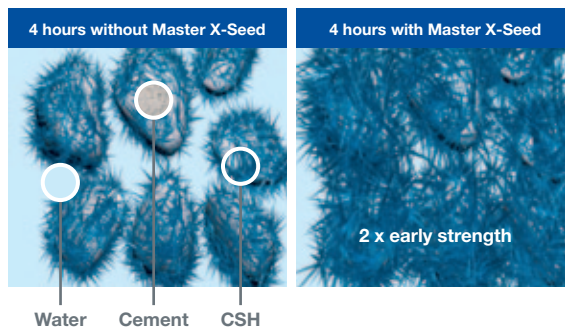 4 hours without Master X-Seed
4 hours with Master X-Seed
2 x early strength
Water
Cement
CSH